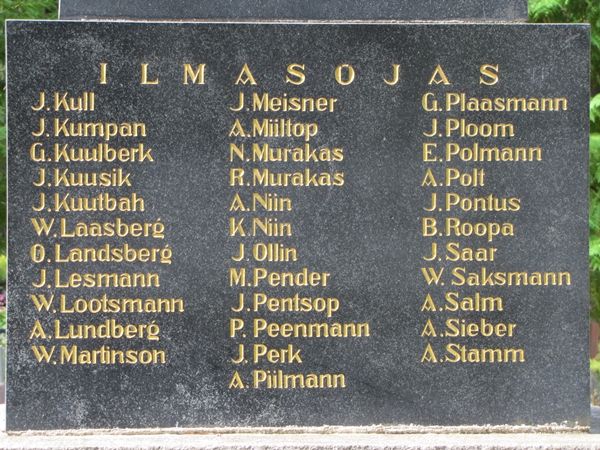 ILMASOJAS
J. Kull
J. Kumpan
G. Kuulberk
J. Kuusik
J. Kuutbah
W. Laasberg
O. Landsberg
J. Lesmann
W. Lootsmann
A. Lundberg
W. Martinson
J. Meisner
A. Miiltop
N. Murakas
R. Murakas
A. Niin
K. Niin
J. Ollin
M. Pender
J. Pentsop
P. Peenmann
J. Perk
A. Piilmann
G. Plaasmann
J. Ploom
E. Polmann
A. Polt
J. Pontus
B. Roopa
J. Saar
W. Saksmann
A. Salm
A. Sieber
A. Stamm